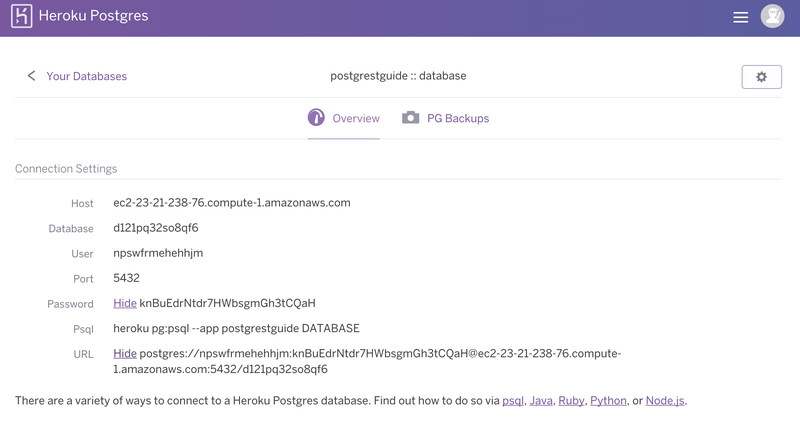 Heroku Postgres
Your Databases
postgrestguide :: database
Overview
PG Backups
Connection Settings
Host ec2-23-21-238-76.compute-1.amazonaws.com
Database d121pq32so8qf6
User npswfrmehehhjm
Port 5432
Password Hide knBuEdrNtdr7HWbsgmGh3tCQaH
Psql heroku pg:psql --app postgrestguide DATABASE
URL Hide postgres://npswfrmehehhjm:knBuEdrNtdr7HWbsgmGh3tCQaH@ec2-23-21-238-76.compute-
1.amazonaws.com:5432/d121pq32so8qf6
There are a variety of ways to connect to a Heroku Postgres database. Find out how to do so via psql, Java, Ruby, Python, or Node.js.